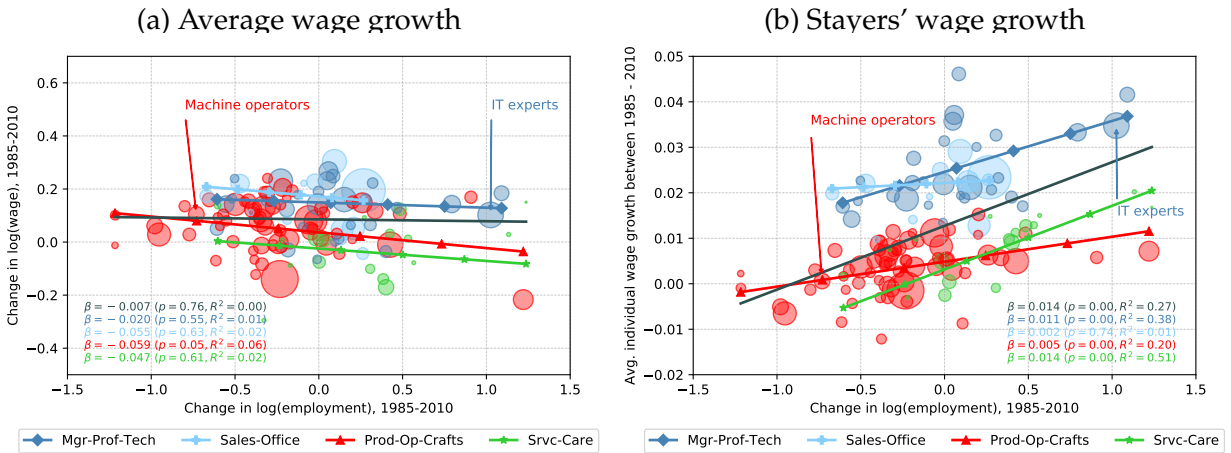 (a) Average wage growth
Change in log(wage), 1985-2010
0.6
0.4
0.2
0.0
−0.2
−0.4
Machine operators
IT experts
β = − 0.007 (p = 0.76, R² = 0.00)
β = − 0.020 (p = 0.55, R² = 0.01)
β = − 0.055 (p = 0.63, R² = 0.02)
β = − 0.059 (p = 0.05, R² = 0.06)
β = − 0.047 (p = 0.61, R² = 0.02)
−1.5 −1.0 −0.5 0.0 0.5 1.0 1.5
Change in log(employment), 1985-2010
Mgr-Prof-Tech Sales-Office Prod-Op-Crafts Srvc-Care
(b) Stayers’ wage growth
Avg. individual wage growth between 1985 - 2010
0.05
0.04
0.03
0.02
0.01
0.00
−0.01
−0.02
Machine operators
IT experts
β = 0.014 (p = 0.00, R² = 0.27)
β = 0.011 (p = 0.00, R² = 0.38)
β = 0.002 (p = 0.74, R² = 0.01)
β = 0.005 (p = 0.00, R² = 0.20)
β = 0.014 (p = 0.00, R² = 0.51)
−1.5 −1.0 −0.5 0.0 0.5 1.0 1.5
Change in log(employment), 1985-2010
Mgr-Prof-Tech Sales-Office Prod-Op-Crafts Srvc-Care